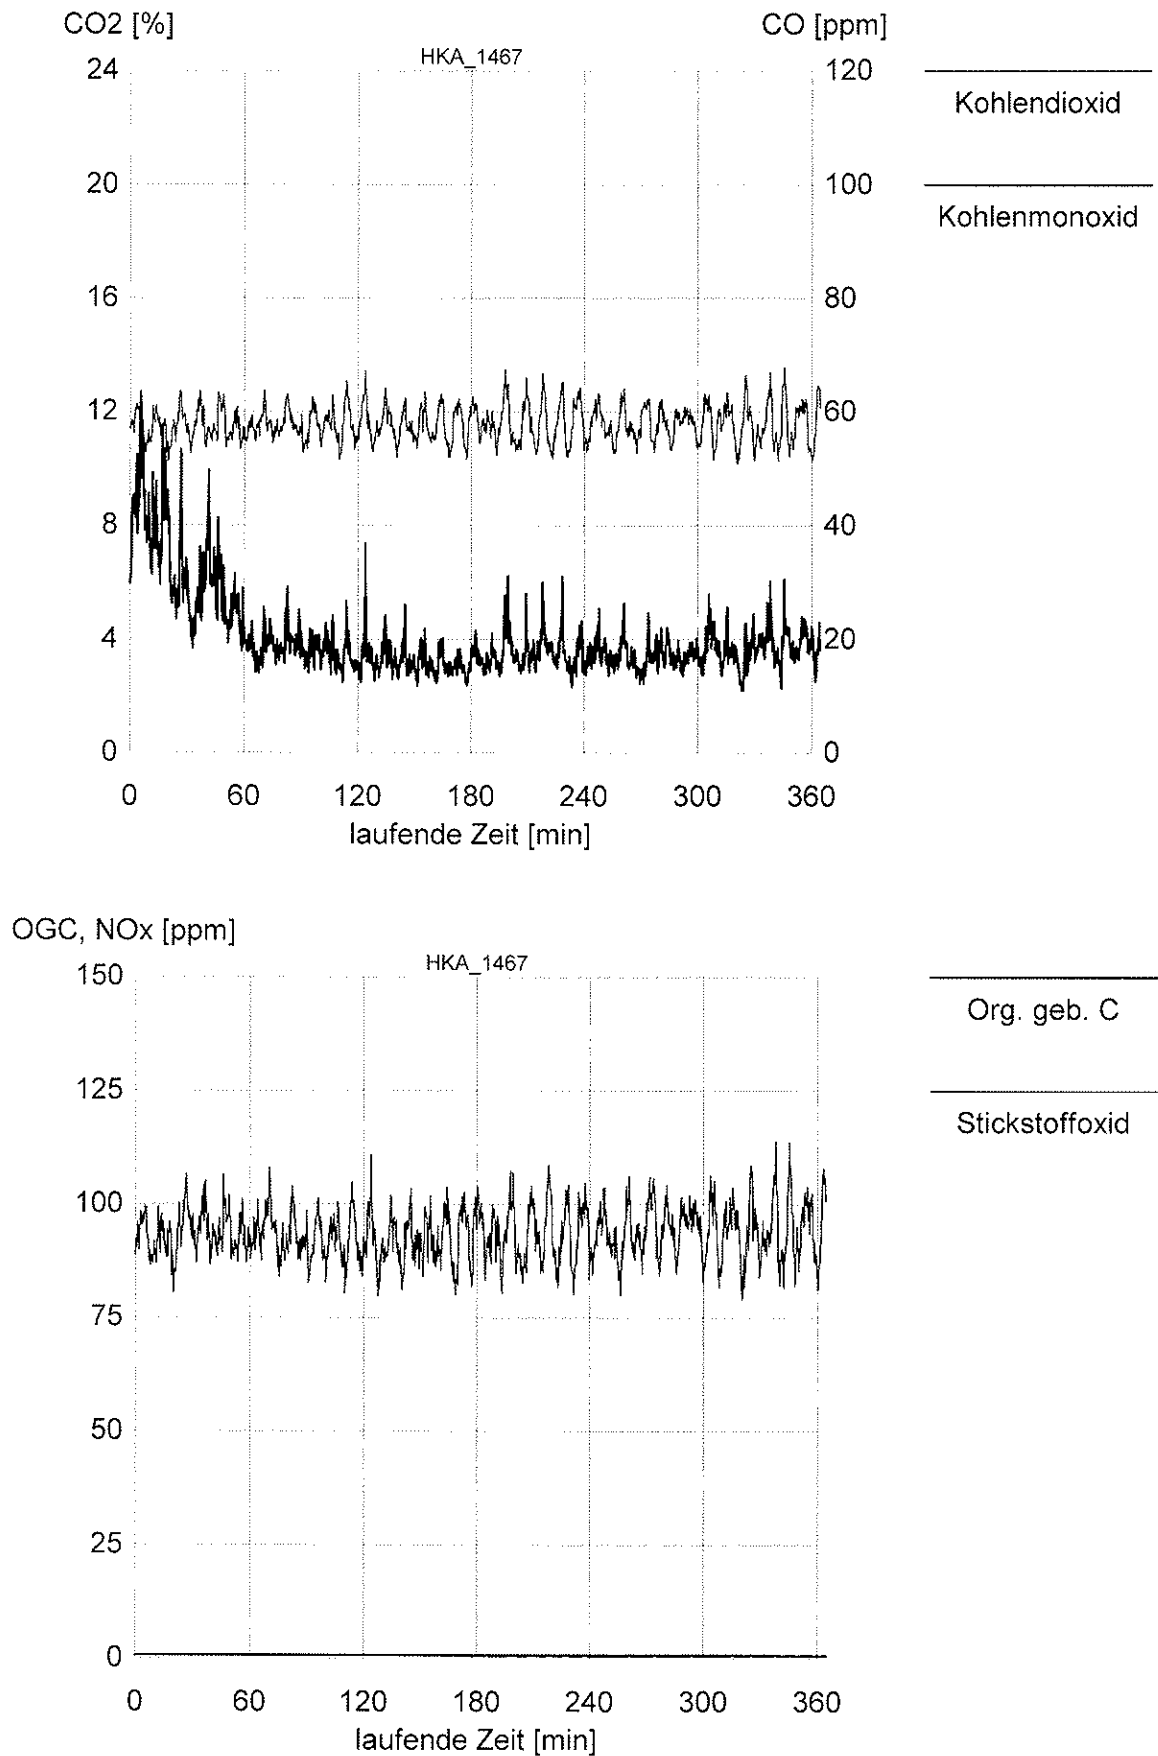 CO2 [%] CO [ppm]
HKA_1467
24 120
Kohlendioxid
20 100
Kohlenmonoxid
16 80
12 60
8 40
4 20
0 0
0 60 120 180 240 300 360
laufende Zeit [min]
OGC, NOx [ppm]
HKA_1467
150
Org. geb. C
125
Stickstoffoxid
100
75
50
25
0
0 60 120 180 240 300 360
laufende Zeit [min]